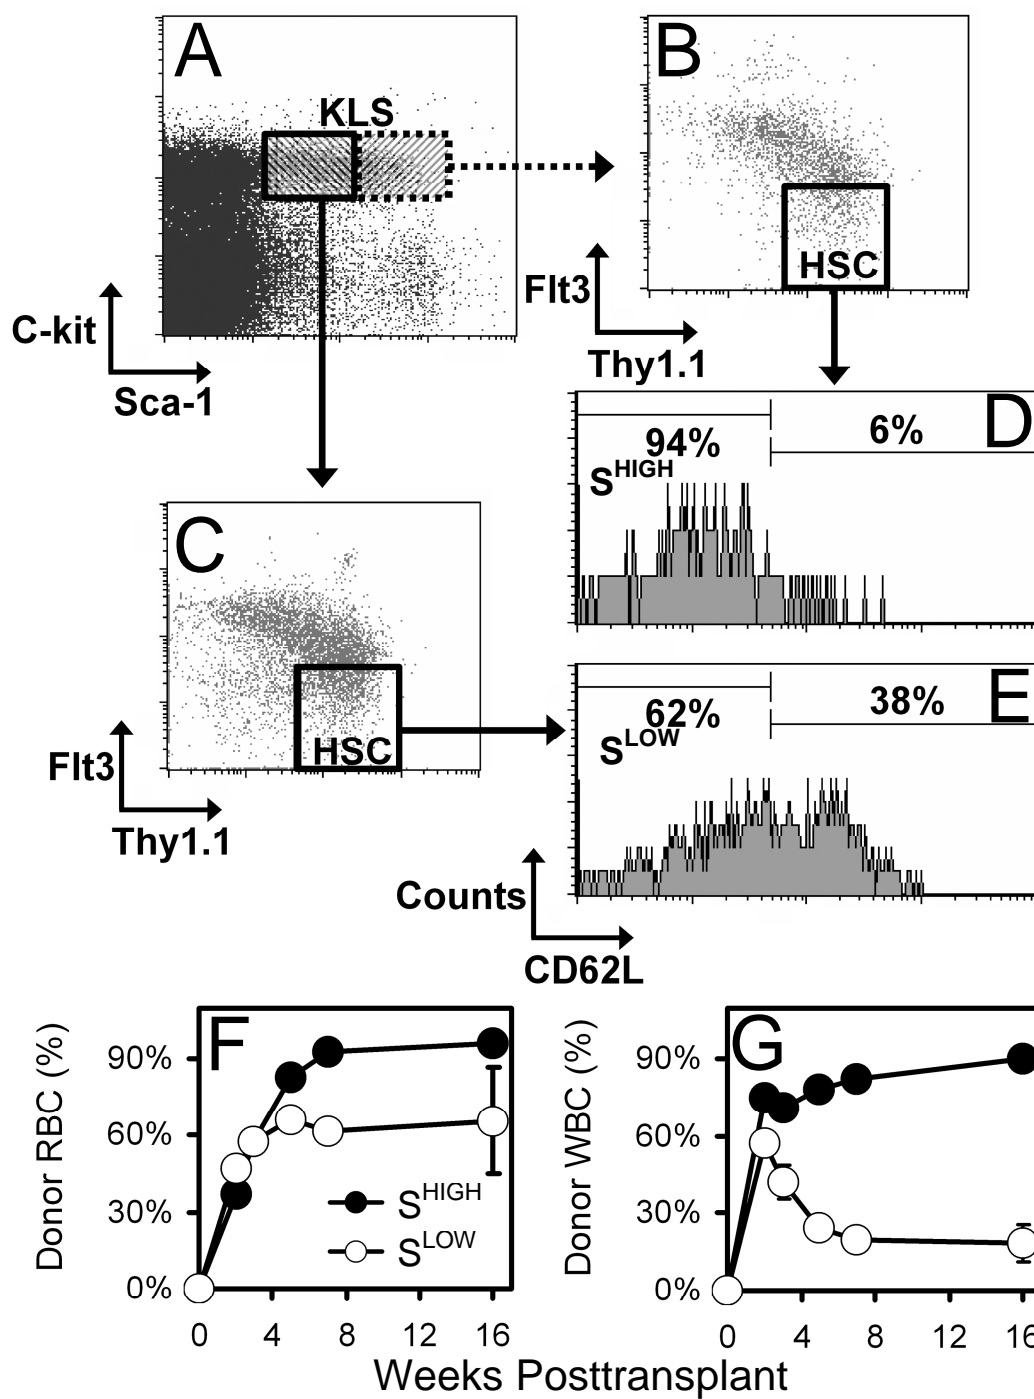 A
KLS
C-kit
Sca-1
B
HSC
Flt3
Thy1.1
C
HSC
Flt3
Thy1.1
D
94%
6%
S^HIGH
E
62%
38%
S^LOW
Counts
CD62L
F
Donor RBC (%)
90%
60%
30%
0%
S^HIGH
S^LOW
0 4 8 12 16
G
Donor WBC (%)
90%
60%
30%
0%
0 4 8 12 16
Weeks Posttransplant